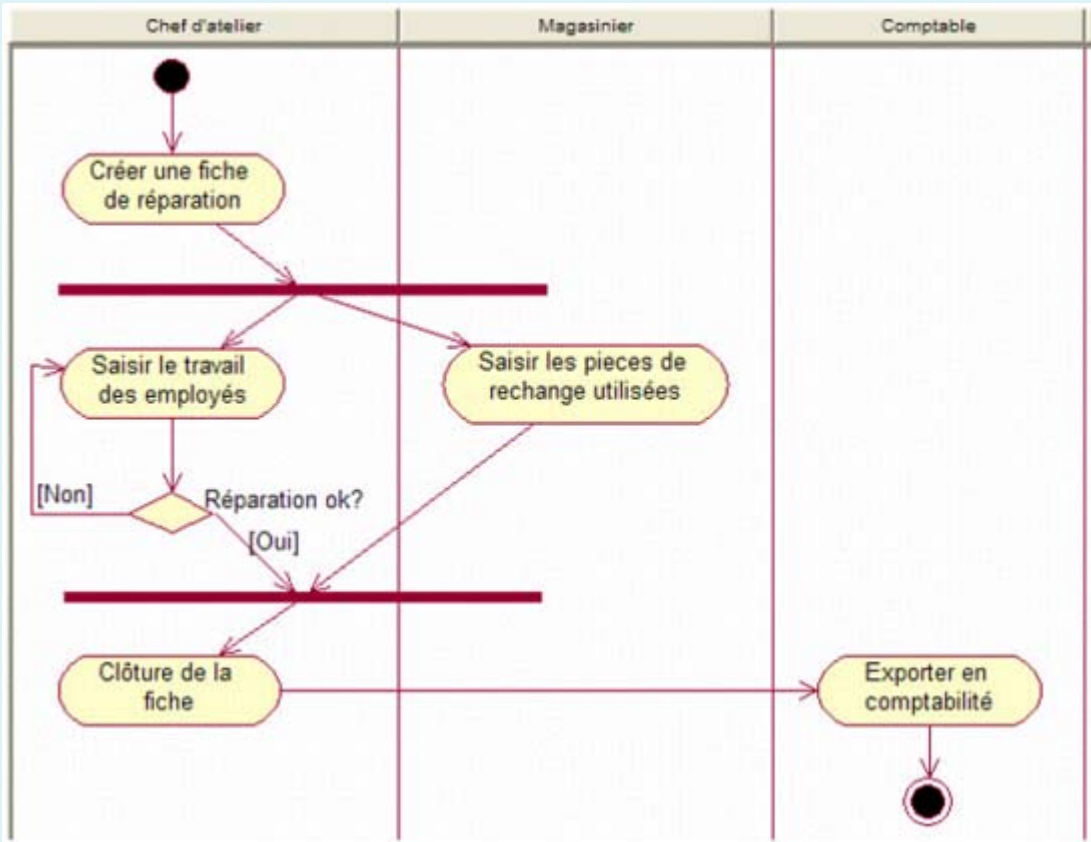 Chef d'atelier
Magasinier
Comptable
Créer une fiche
de réparation
Saisir le travail
des employés
Saisir les pieces de
rechange utilisées
[Non]
Réparation ok?
[Oui]
Clôture de la
fiche
Exporter en
comptabilité